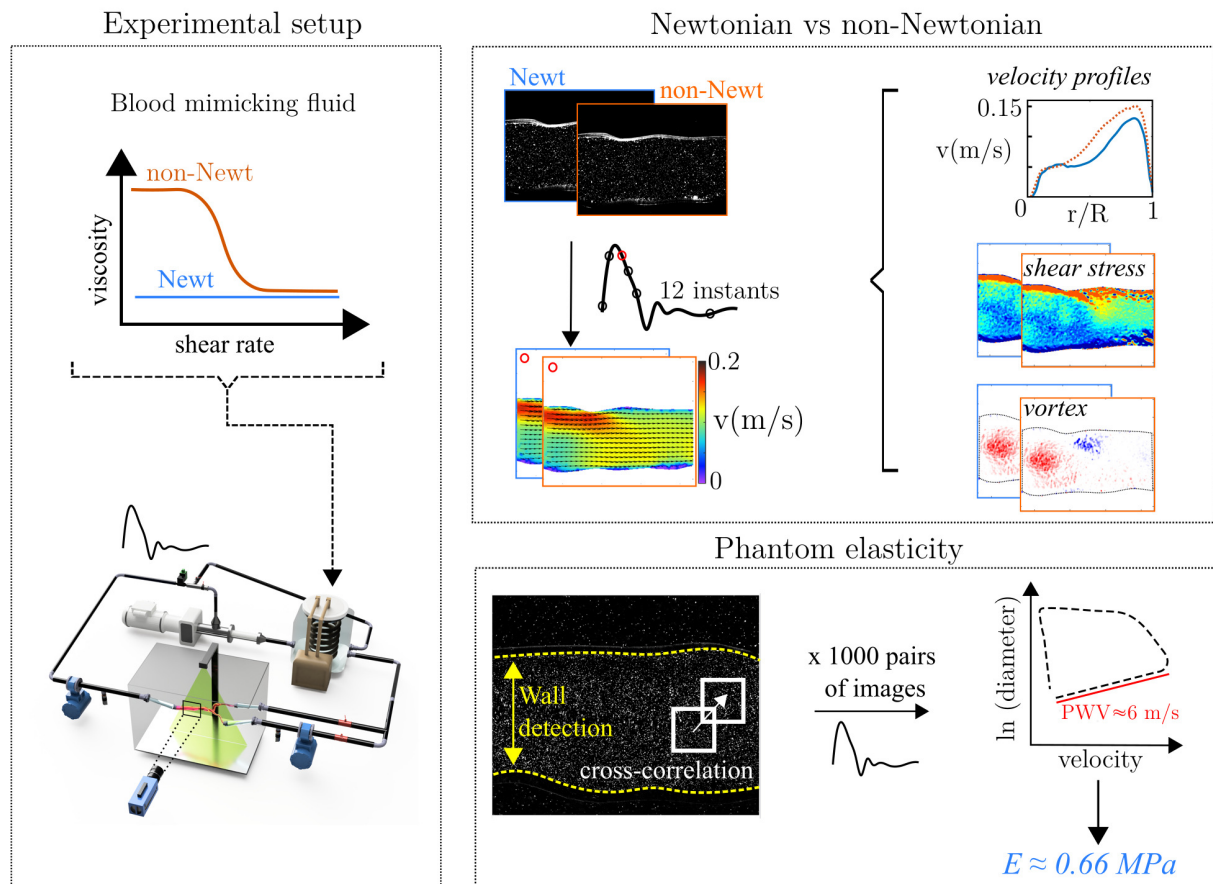 Experimental setup
Blood mimicking fluid
non-Newt
Newt
viscosity
shear rate
Newtonian vs non-Newtonian
Newt
non-Newt
12 instants
0.2
v(m/s)
0
velocity profiles
0.15
v(m/s)
0
r/R
1
shear stress
vortex
Phantom elasticity
Wall
detection
cross-correlation
x 1000 pairs
of images
ln (diameter)
PWV≈6 m/s
velocity
E ≈ 0.66 MPa